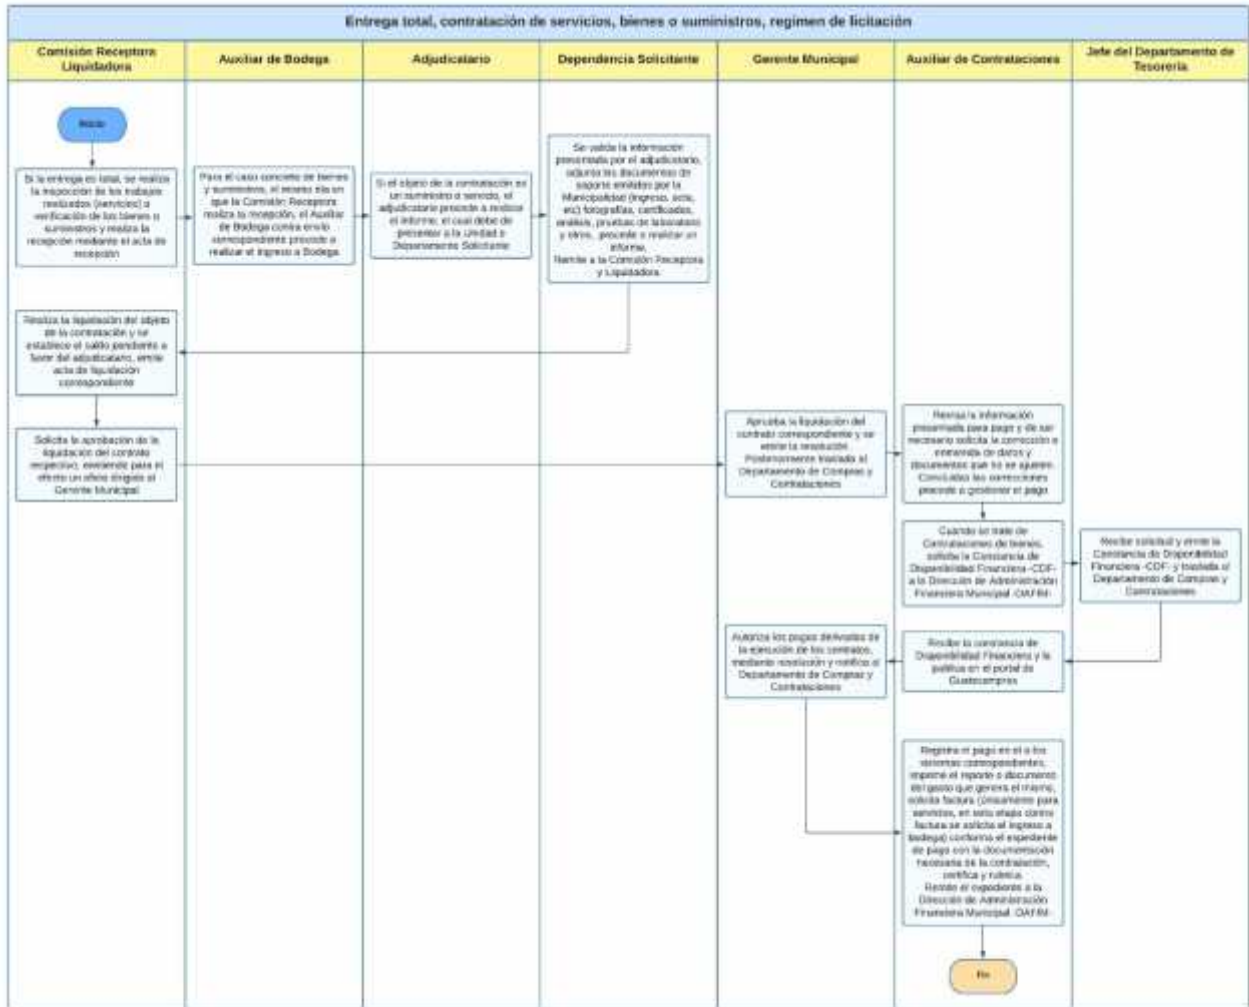 Entrega total, contratación de servicios, bienes o suministros, regimen de licitación
Comisión Receptora
Liquidadora
Auxiliar de Bodega
Adjudicatario
Dependencia Solicitante
Gerente Municipal
Auxiliar de Contrataciones
Jefe del Departamento de
Tesorería
Inicio
Si la entrega es total, se realiza
la inspección de los trabajos
realizados (servicios) o
verificación de los bienes o
suministros y realiza la
recepción mediante el acta de
recepción
Para el caso concreto de bienes
y suministros, el mismo día en
que la Comisión Receptora
realiza la recepción, el Auxiliar
de Bodega contra envío
correspondiente procede a
realizar el ingreso a Bodega
Si el objeto de la contratación es
un suministro o servicio, el
adjudicatario procede a realizar
el informe, el cual debe de
presentar a la Unidad o
Departamento Solicitante
Se valida la información
presentada por el adjudicatario,
adjunta los documentos de
soporte emitidos por la
Municipalidad (ingreso, acta,
etc) fotografías, certificados,
análisis, pruebas de laboratorio
y otros, procede a realizar un
informe.
Remite a la Comisión Receptora
y Liquidadora.
Realiza la liquidación del objeto
de la contratación y se
establece el saldo pendiente a
favor del adjudicatario, emite
acta de liquidación
correspondiente
Solicita la aprobación de la
liquidación del contrato
respectivo, enviando para el
efecto un oficio dirigido al
Gerente Municipal
Aprueba la liquidación del
contrato correspondiente y se
emite la resolución.
Posteriormente traslada al
Departamento de Compras y
Contrataciones
Revisa la información
presentada para pago y de ser
necesario solicita la corrección o
enmienda de datos y
documentos que no se ajusten.
Concluidas las correcciones
procede a gestionar el pago
Cuando se trate de
Contrataciones de bienes,
solicita la Constancia de
Disponibilidad Financiera -CDF-
a la Dirección de Administración
Financiera Municipal -DAFIM-
Recibe solicitud y emite la
Constancia de Disponibilidad
Financiera -CDF- y traslada al
Departamento de Compras y
Contrataciones
Recibe la constancia de
Disponibilidad Financiera y la
publica en el portal de
Guatecompras
Autoriza los pagos derivados de
la ejecución de los contratos,
mediante resolución y notifica al
Departamento de Compras y
Contrataciones
Registra el pago en el o los
sistemas correspondientes,
imprime el reporte o documento
del gasto que genera el mismo,
solicita factura (únicamente para
servicios, en esta etapa contra
factura se solicita el ingreso a
bodega) conforma el expediente
de pago con la documentación
necesaria de la contratación,
certifica y rubrica.
Remite el expediente a la
Dirección de Administración
Financiera Municipal -DAFIM-
Fin